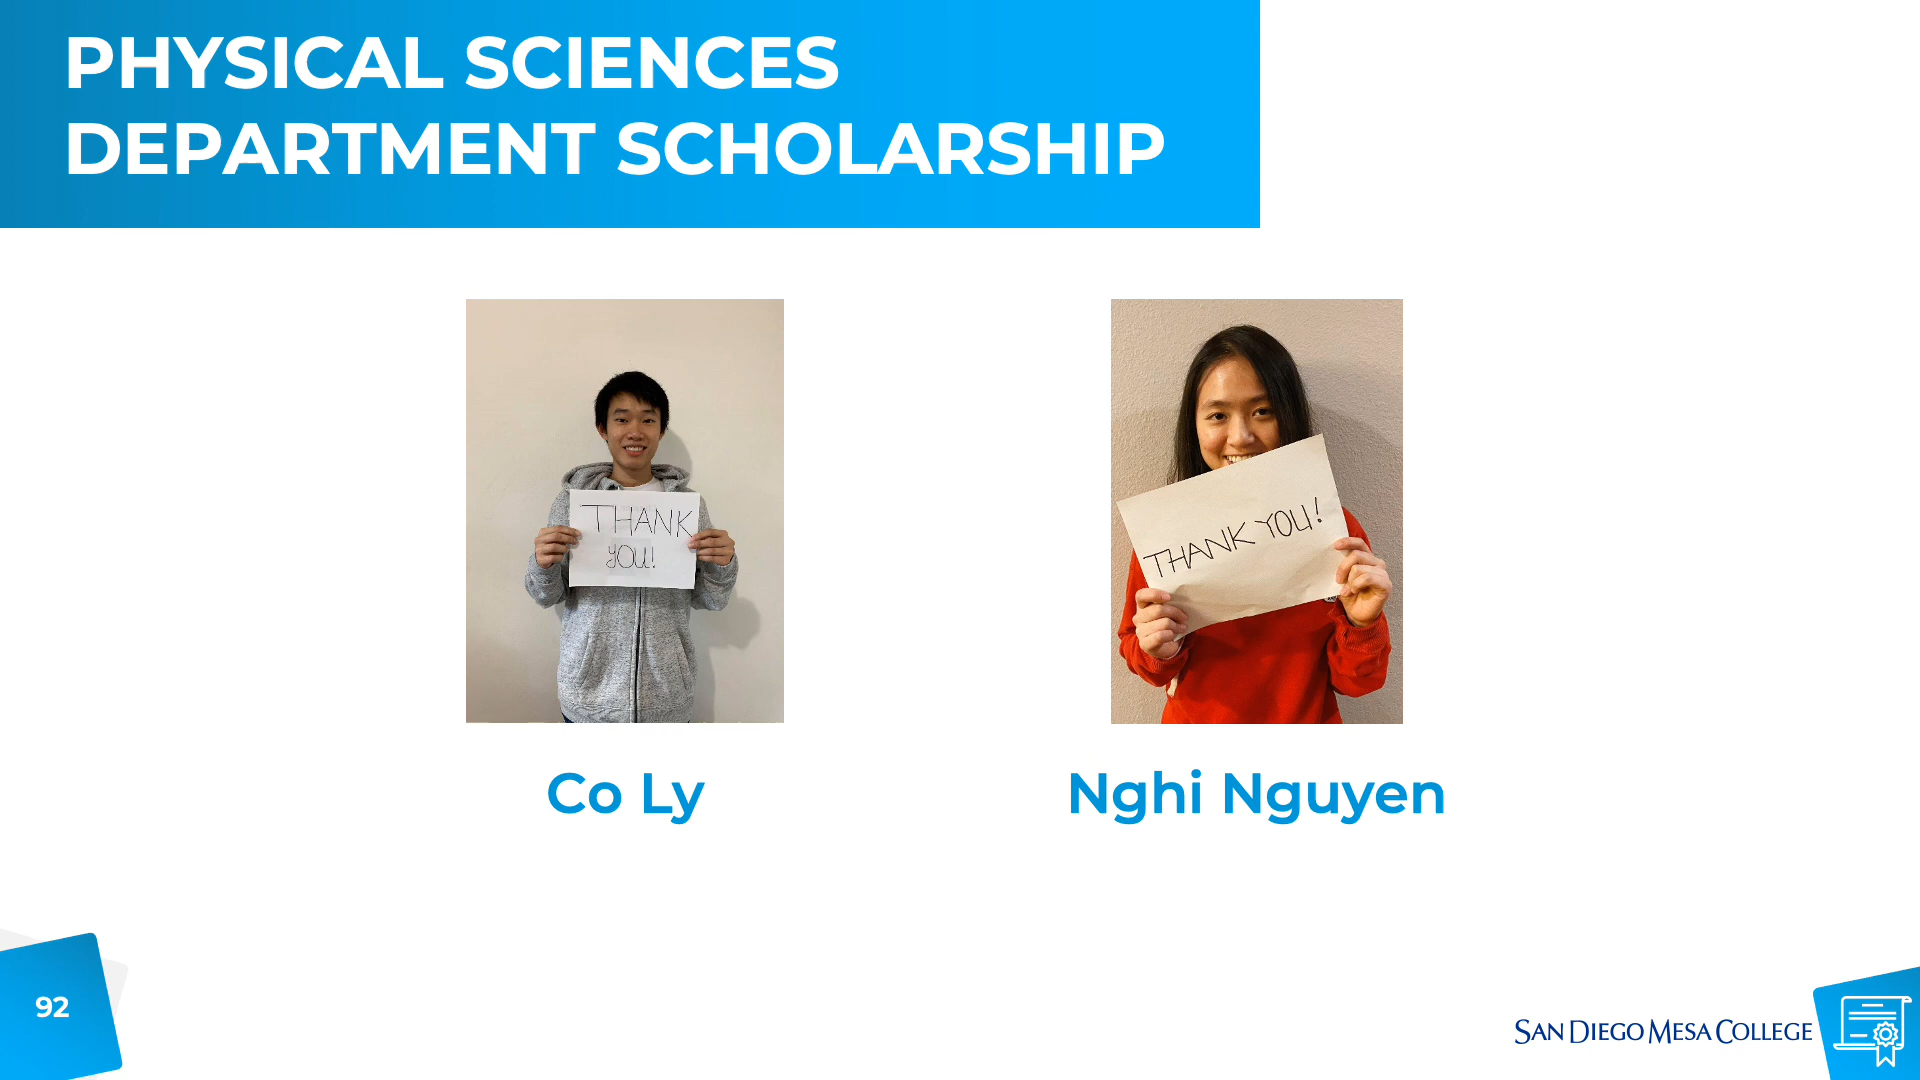 PHYSICAL SCIENCES
DEPARTMENT SCHOLARSHIP
THANK
YOU!
THANK YOU!
Co Ly
Nghi Nguyen
92
SAN DIEGO MESA COLLEGE